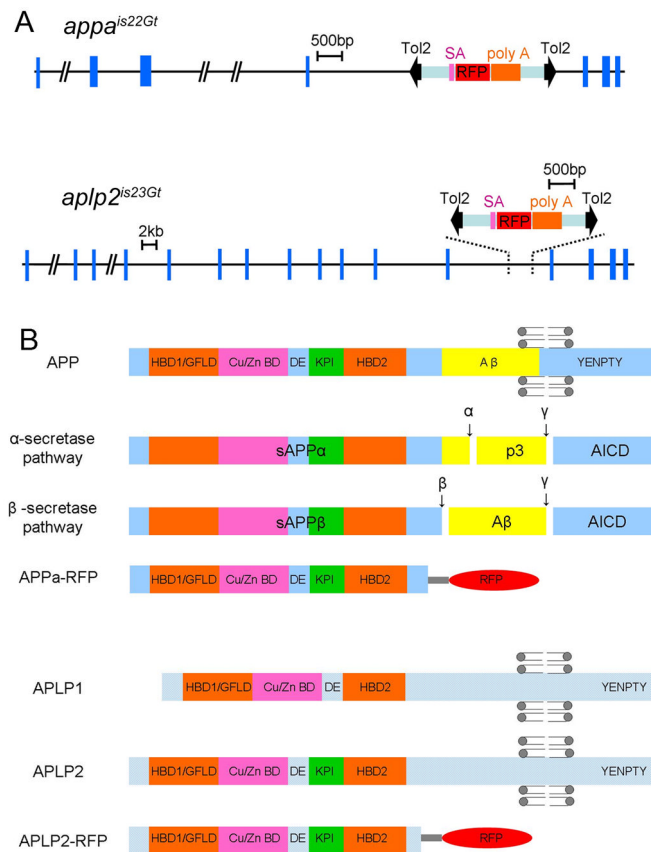 A
appa^is22Gt
500bp
Tol2 Tol2
SA poly A
RFP
aplp2^is23Gt
500bp
Tol2 Tol2
SA poly A
RFP
2kb
B
APP HBD1/GFLD Cu/Zn BD DE KPI HBD2 A β YENPTY
α γ
α-secretase
pathway
sAPPα p3 AICD
β γ
β -secretase
pathway
sAPPβ Aβ AICD
APPa-RFP HBD1/GFLD Cu/Zn BD DE KPI HBD2 RFP
APLP1 HBD1/GFLD Cu/Zn BD DE HBD2 YENPTY
APLP2 HBD1/GFLD Cu/Zn BD DE KPI HBD2 YENPTY
APLP2-RFP HBD1/GFLD Cu/Zn BD DE KPI HBD2 RFP